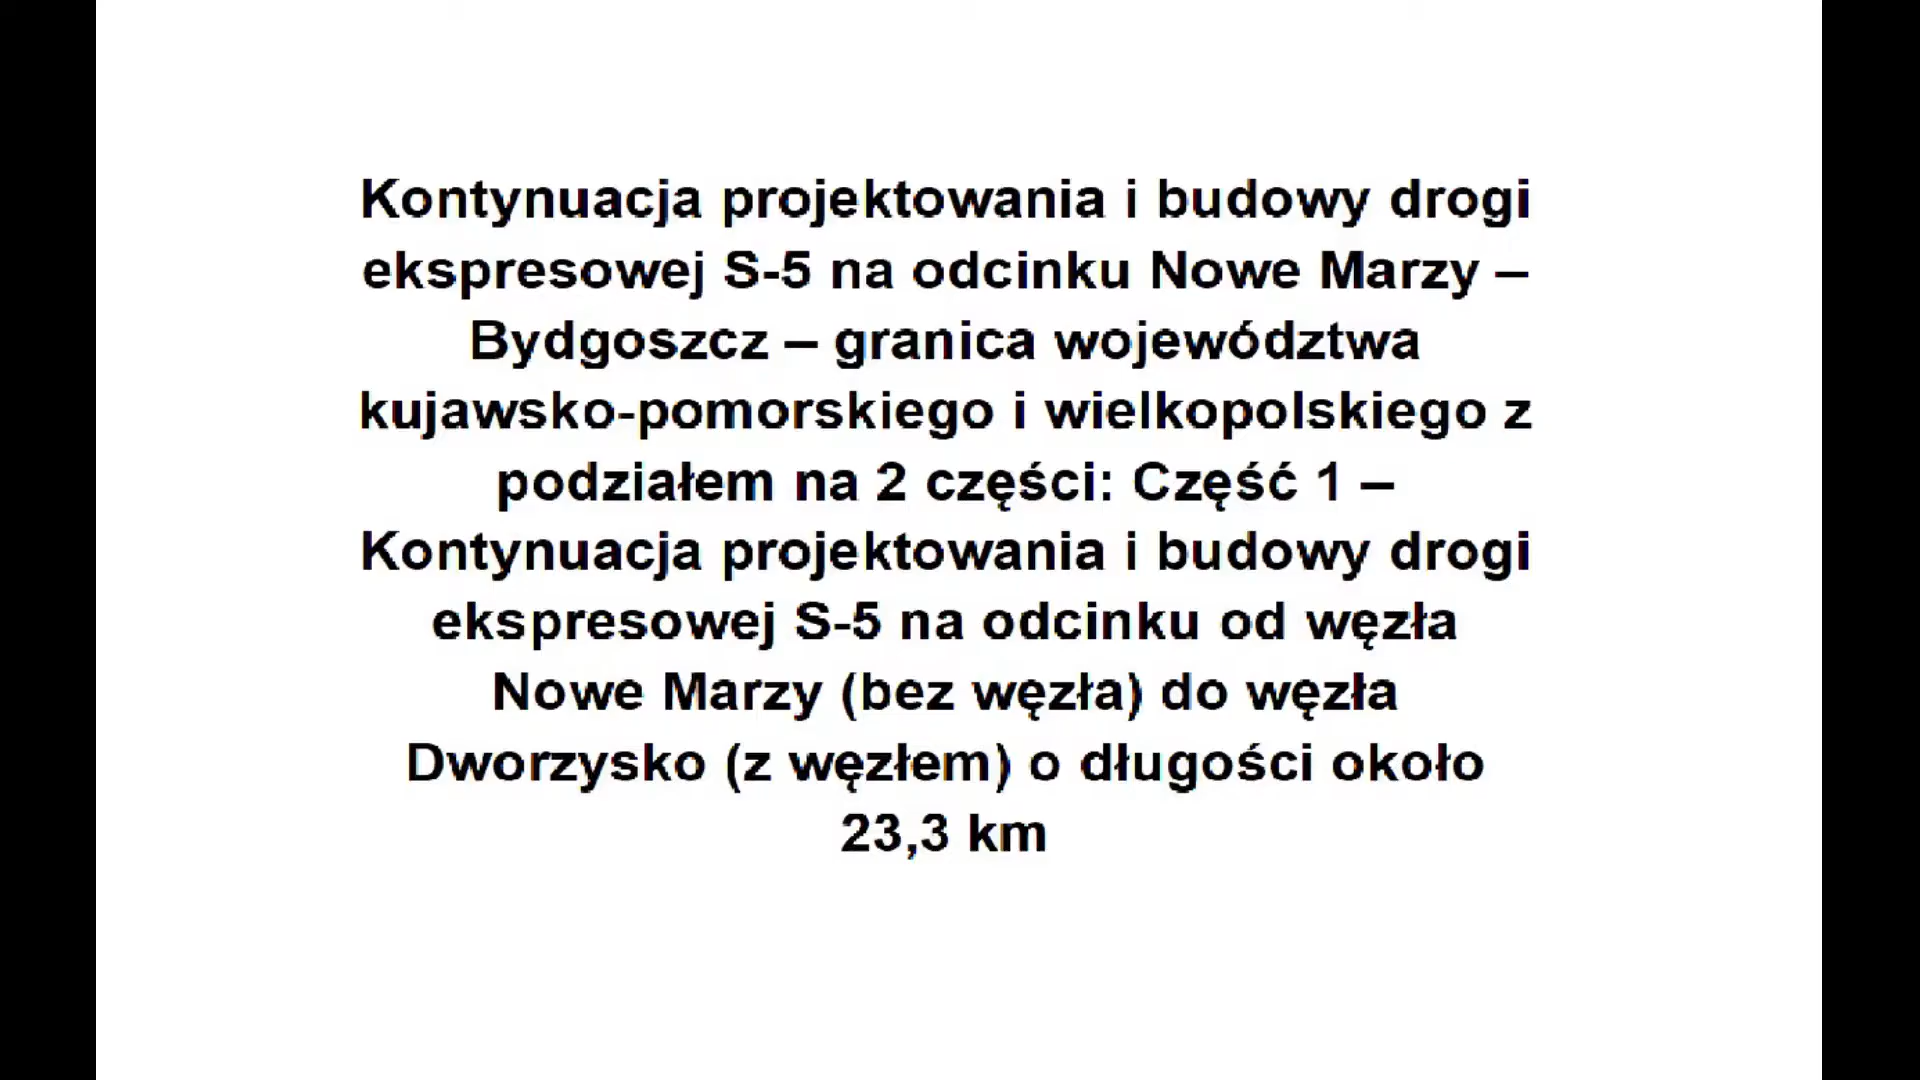 Kontynuacja projektowania i budowy drogi
ekspresowej S-5 na odcinku Nowe Marzy –
Bydgoszcz – granica województwa
kujawsko-pomorskiego i wielkopolskiego z
podziałem na 2 części: Część 1 –
Kontynuacja projektowania i budowy drogi
ekspresowej S-5 na odcinku od węzła
Nowe Marzy (bez węzła) do węzła
Dworzysko (z węzłem) o długości około
23,3 km